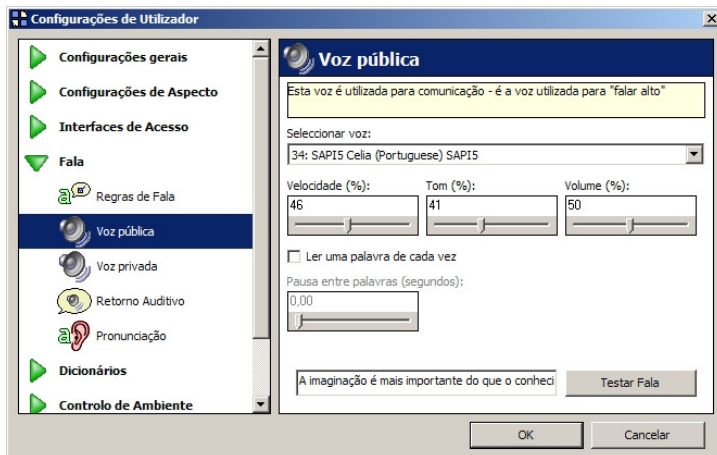 Configurações de Utilizador
Configurações gerais
Configurações de Aspecto
Interfaces de Acesso
Fala
Regras de Fala
Voz pública
Voz privada
Retorno Auditivo
Pronunciação
Dicionários
Controlo de Ambiente
Voz pública
Esta voz é utilizada para comunicação - é a voz utilizada para "falar alto"
Seleccionar voz:
34: SAPI5 Celia (Portuguese) SAPI5
Velocidade (%): Tom (%): Volume (%):
46 41 50
Ler uma palavra de cada vez
Pausa entre palavras (segundos):
0,00
A imaginação é mais importante do que o conheci Testar Fala
OK Cancelar